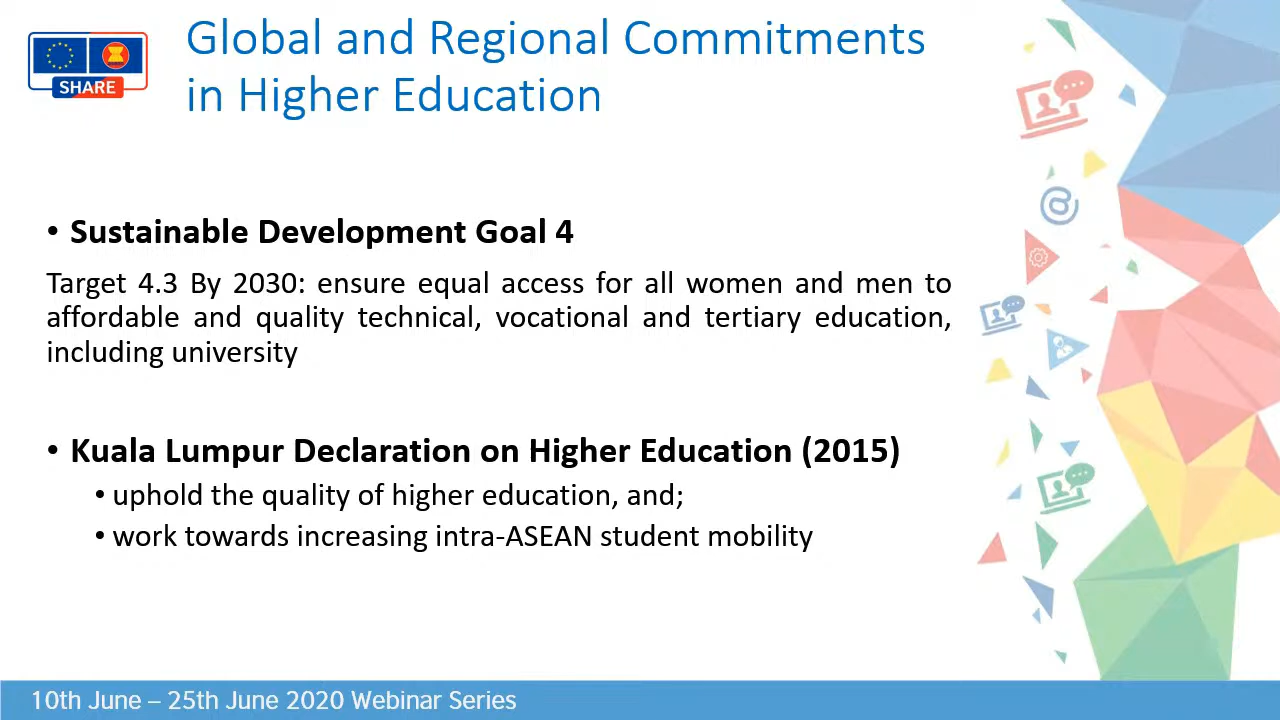 SHARE
Global and Regional Commitments
in Higher Education
• Sustainable Development Goal 4
Target 4.3 By 2030: ensure equal access for all women and men to
affordable and quality technical, vocational and tertiary education,
including university
• Kuala Lumpur Declaration on Higher Education (2015)
• uphold the quality of higher education, and;
• work towards increasing intra-ASEAN student mobility
@
10th June – 25th June 2020 Webinar Series